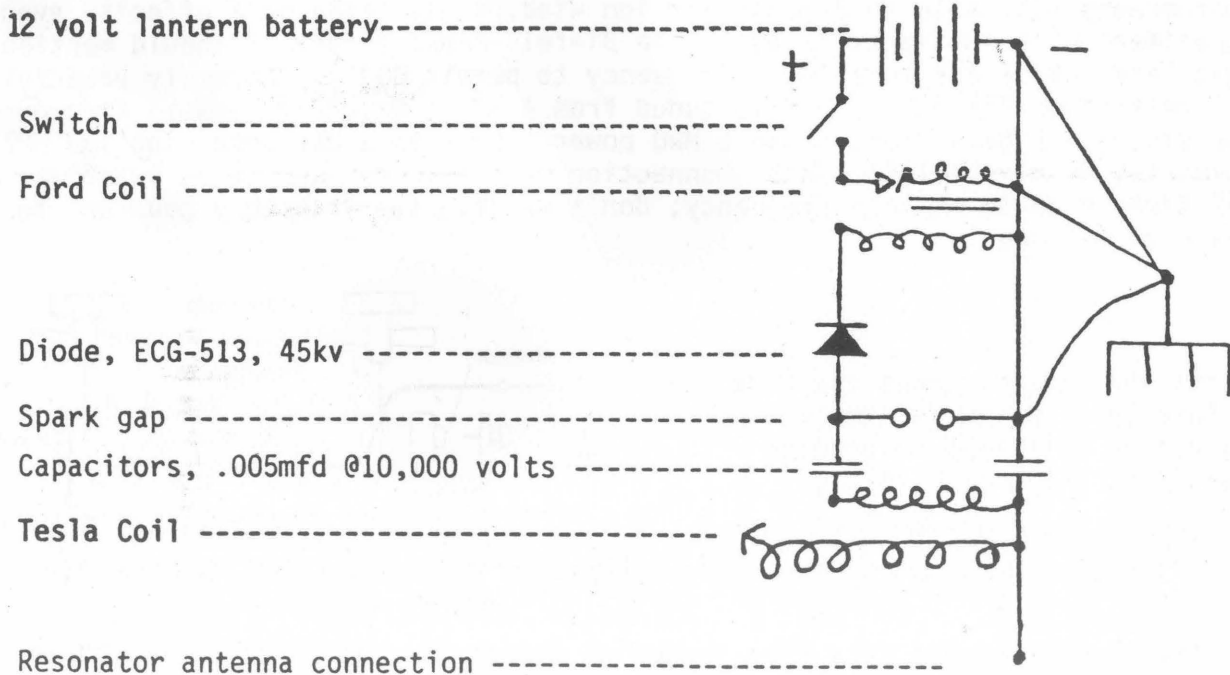 12 volt lantern battery
+ −
Switch
Ford Coil
Diode, ECG-513, 45kv
Spark gap
Capacitors, .005mfd @10,000 volts
Tesla Coil
Resonator antenna connection